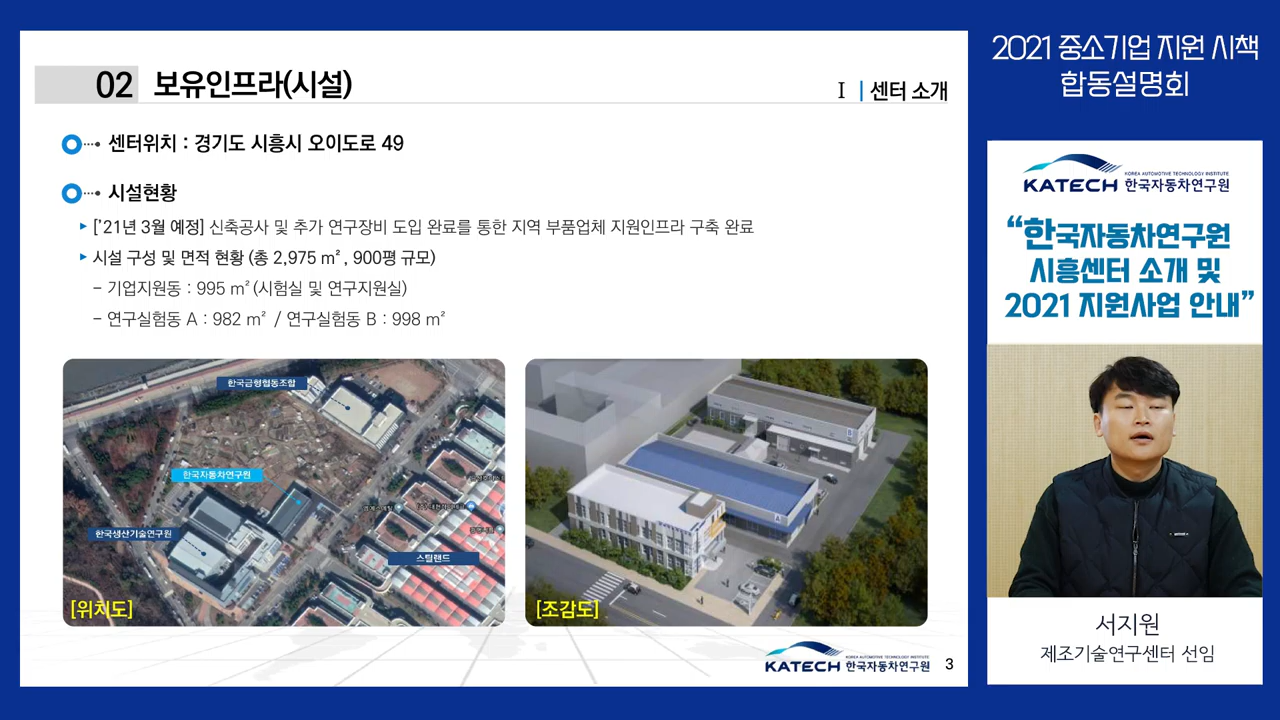 02 보유인프라(시설)
Ⅰ | 센터 소개
센터위치 : 경기도 시흥시 오이도로 49
시설현황
['21년 3월 예정] 신축공사 및 추가 연구장비 도입 완료를 통한 지역 부품업체 지원인프라 구축 완료
시설 구성 및 면적 현황 (총 2,975 ㎡, 900평 규모)
- 기업지원동 : 995 ㎡ (시험실 및 연구지원실)
- 연구실험동 A : 982 ㎡ / 연구실험동 B : 998 ㎡
한국금형협동조합
한국자동차연구원
한국생산기술연구원
스틸랜드
[위치도]
[조감도]
KOREA AUTOMOTIVE TECHNOLOGY INSTITUTE
KATECH 한국자동차연구원
3
2021 중소기업 지원 시책
합동설명회
KOREA AUTOMOTIVE TECHNOLOGY INSTITUTE
KATECH 한국자동차연구원
“한국자동차연구원
시흥센터 소개 및
2021 지원사업 안내”
서지원
제조기술연구센터 선임